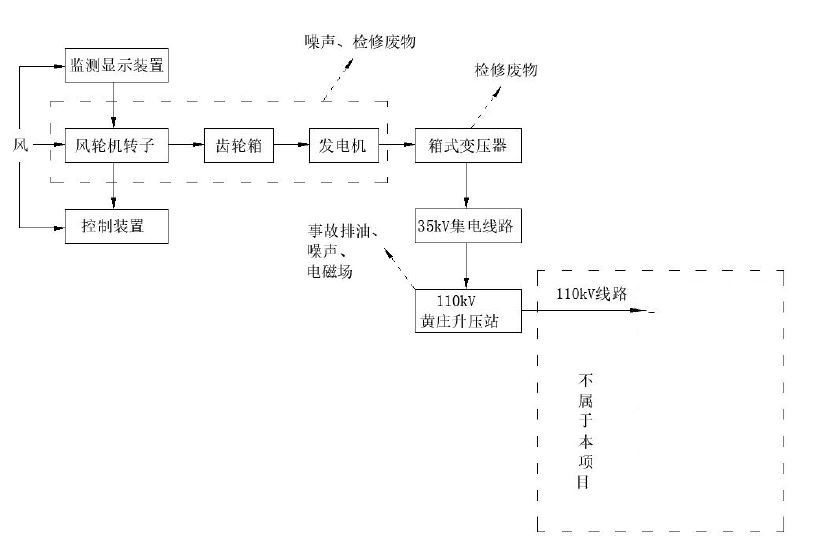 噪声、检修废物
监测显示装置
检修废物
风
风轮机转子
齿轮箱
发电机
箱式变压器
控制装置
35kV集电线路
事故排油、
噪声、
电磁场
110kV
黄庄升压站
110kV线路
不
属
于
本
项
目